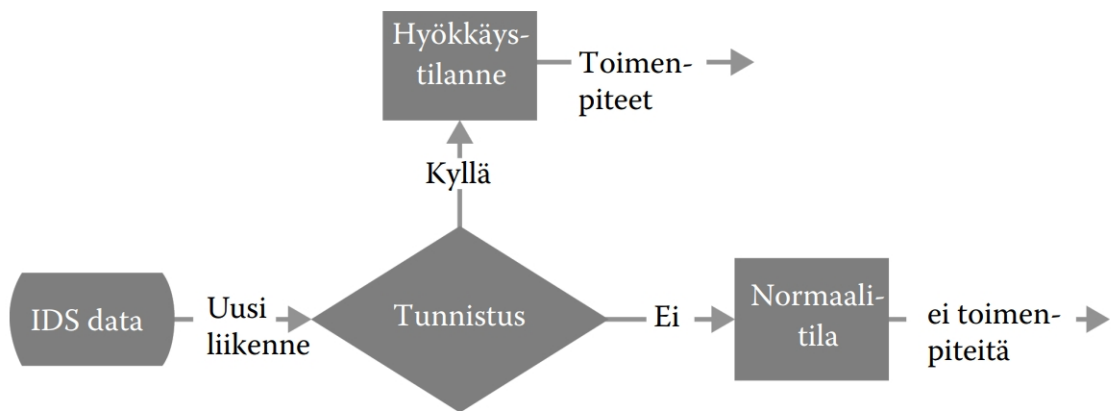 Hyökkäys-
tilanne
Toimen-
piteet
Kyllä
IDS data
Uusi
liikenne
Tunnistus
Ei
Normaali-
tila
ei toimen-
piteitä